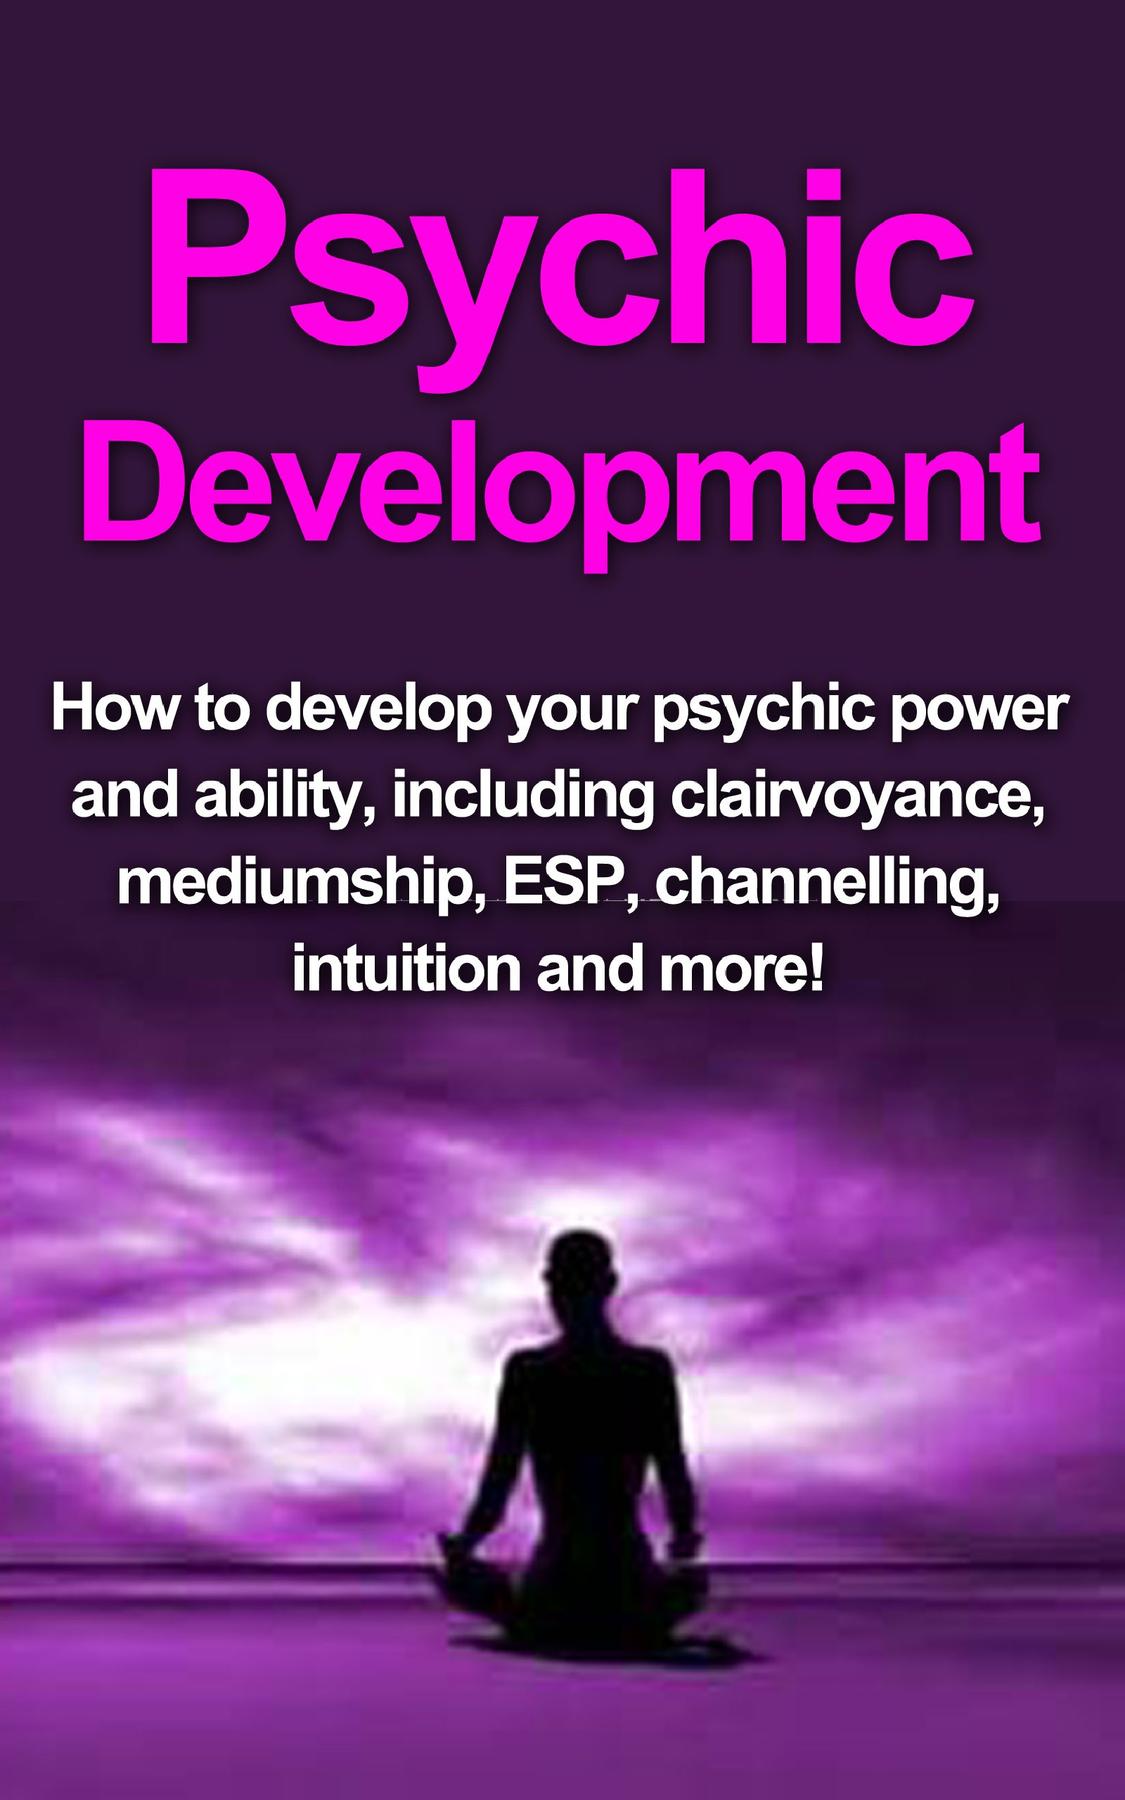 Psychic
Development
How to develop your psychic power
and ability, including clairvoyance,
mediumship, ESP, channelling,
intuition and more!